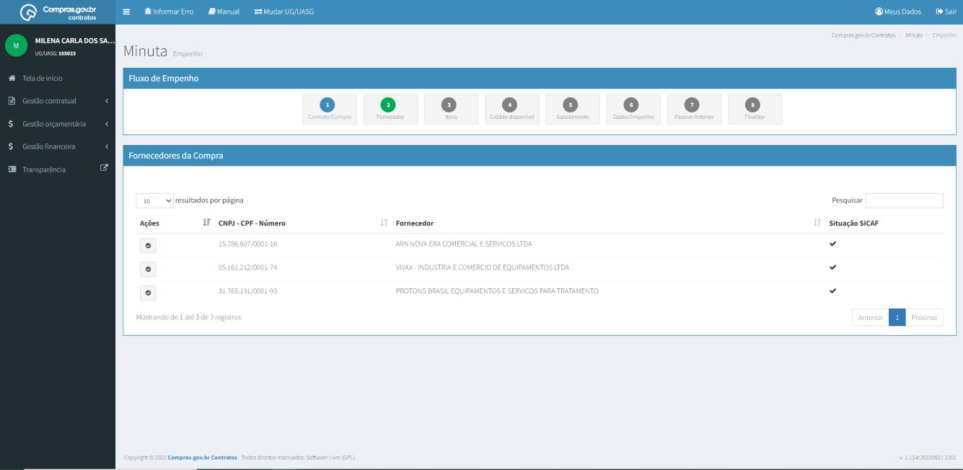 Compras.gov.br
contratos
Informar Erro Manual Mudar UG/UASG
Meus Dados Sair
M
MILENA CARLA DOS SA...
UG/UASG:
Tela de início
Gestão contratual
Gestão orçamentária
Gestão financeira
Transparência
Minuta Empenho
Compras.gov.br Contratos > Minuta > Empenho
Fluxo de Empenho
1 2 3 4 5 6 7 8
Contrato/Compra Fornecedor Itens Crédito disponível Subelemento Dados Empenho Passivo Anterior Finalizar
Fornecedores da Compra
10 resultados por página
Pesquisar
Ações CNPJ - CPF - Número Fornecedor Situação SICAF
15.786.607/0001-16 ARN NOVA ERA COMERCIAL E SERVICOS LTDA
05.161.212/0001-74 VIVAX - INDUSTRIA E COMERCIO DE EQUIPAMENTOS LTDA
31.765.131/0001-93 PROTONS BRASIL EQUIPAMENTOS E SERVICOS PARA TRATAMENTO
Mostrando de 1 até 3 de 3 registros
Anterior 1 Próximo
Copyright © 2022 Compras.gov.br Contratos. Todos direitos reservados. Software Livre (GPL).